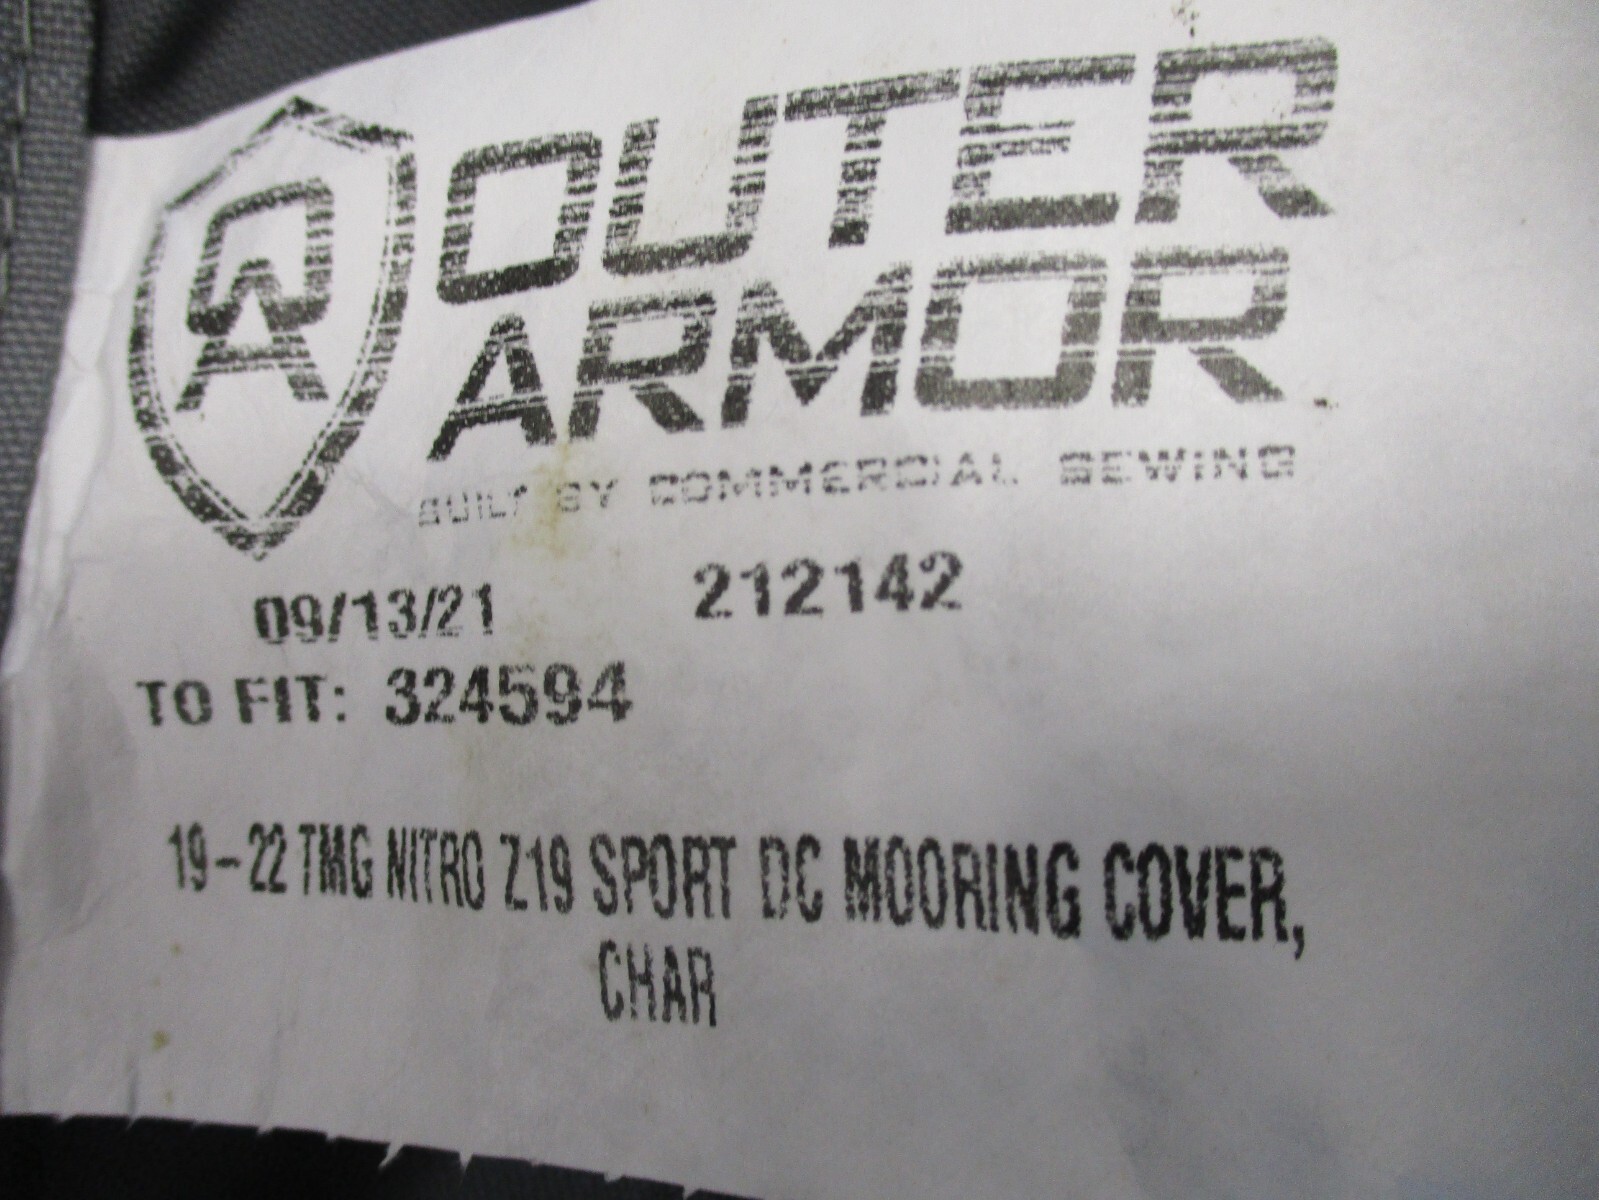 OA
OUTER
ARMOR
BUILT BY COMMERCIAL SEWING
09/13/21 212142
TO FIT: 324594
19-22 TMG NITRO Z19 SPORT DC MOORING COVER,
CHAR